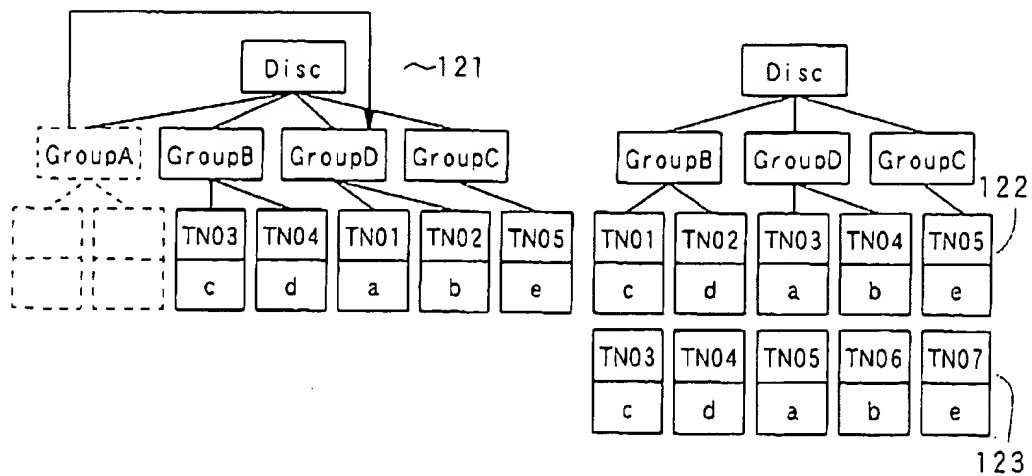 Disc
121
Disc
GroupA GroupB GroupD GroupC
GroupB GroupD GroupC
122
TN03 TN04 TN01 TN02 TN05
c d a b e
TN01 TN02 TN03 TN04 TN05
c d a b e
TN03 TN04 TN05 TN06 TN07
c d a b e
123